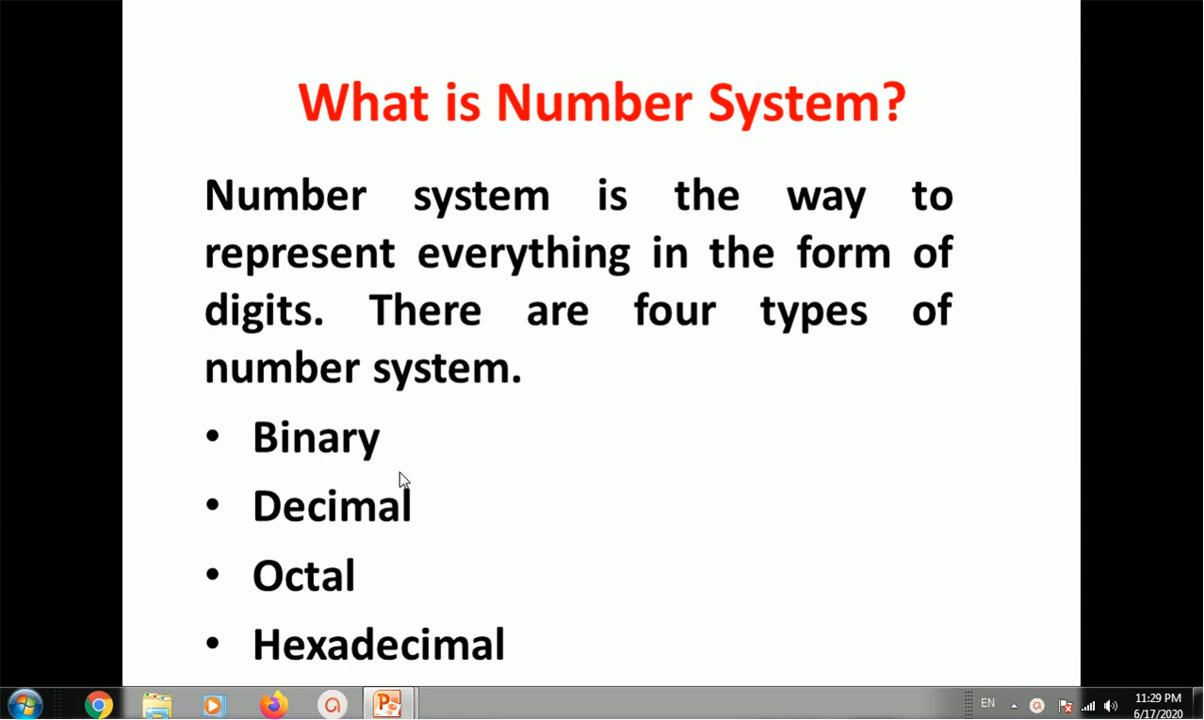 What is Number System?
Number system is the way to
represent everything in the form of
digits. There are four types of
number system.
• Binary
• Decimal
• Octal
• Hexadecimal
EN
11:29 PM
6/17/2020